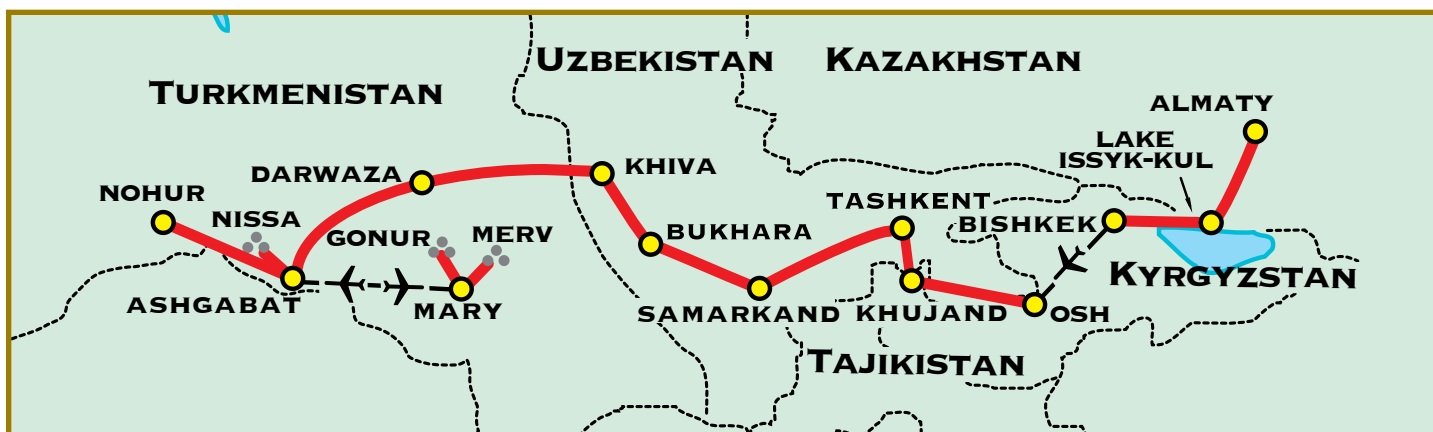 UZBEKISTAN
KAZAKHSTAN
TURKMENISTAN
ALMATY
LAKE
ISSYK-KUL
KHIVA
DARWAZA
NOHUR
TASHKENT
NISSA
BISHKEK
GONUR
MERV
BUKHARA
KYRGYZSTAN
ASHGABAT
MARY
SAMARKAND
KHUJAND
OSH
TAJIKISTAN